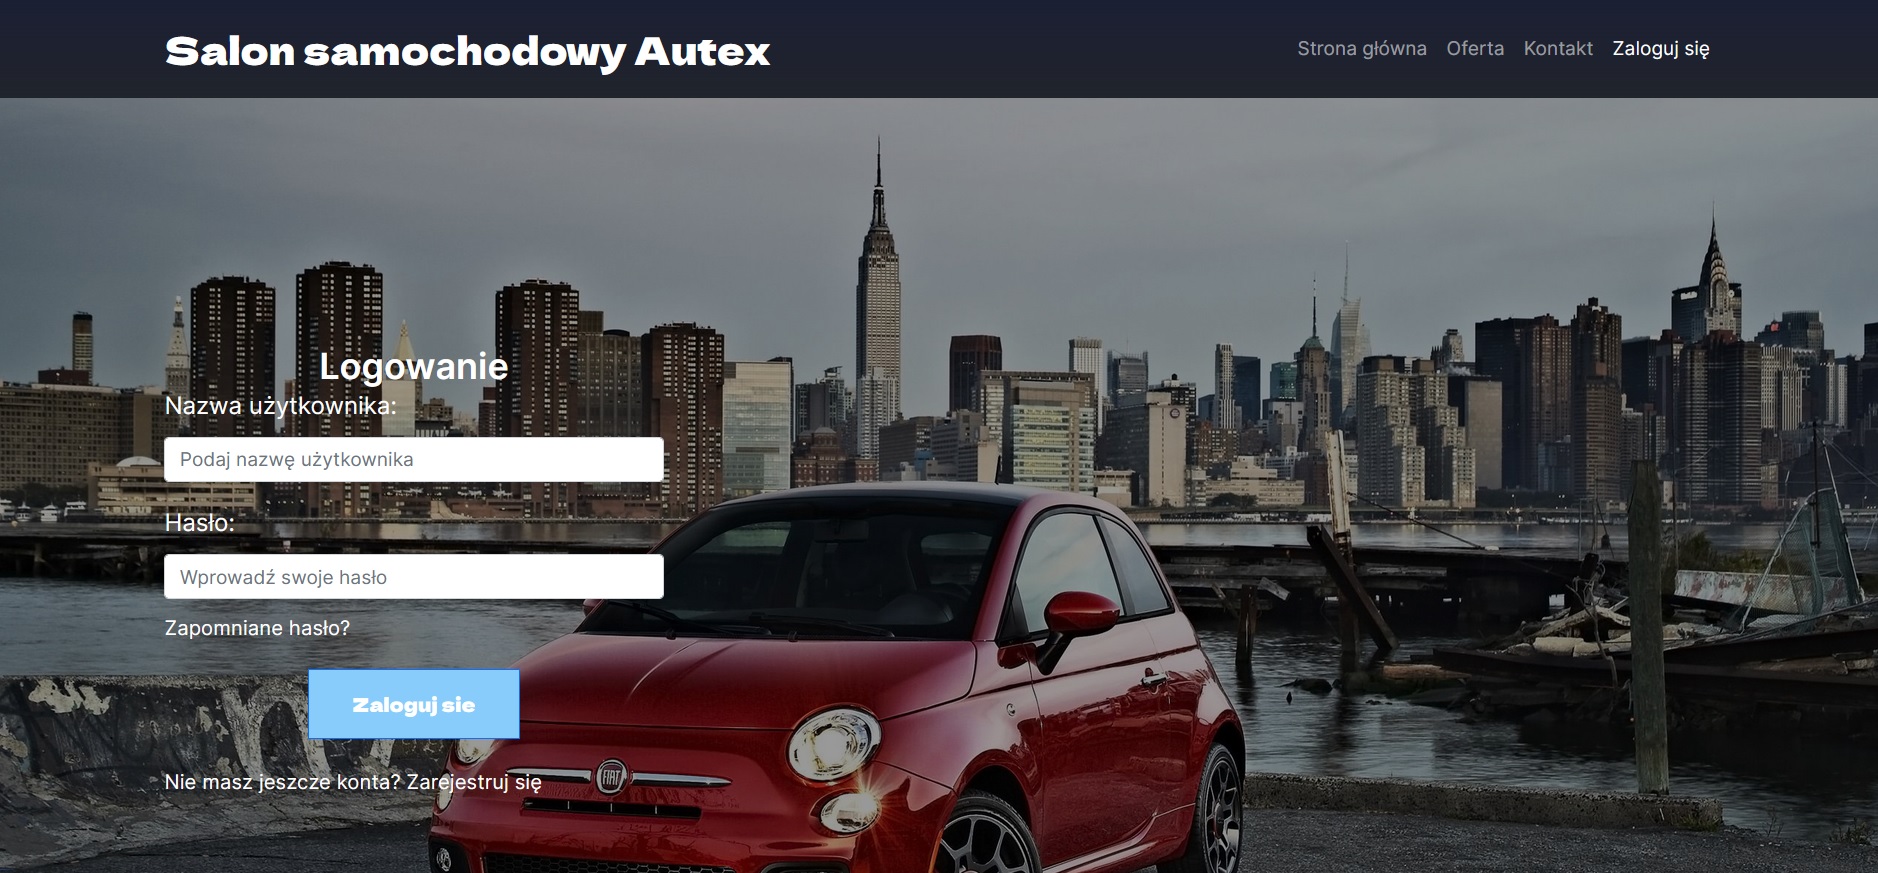 Salon samochodowy Autex
Strona główna Oferta Kontakt Zaloguj się
Logowanie
Nazwa użytkownika:
Podaj nazwę użytkownika
Hasło:
Wprowadź swoje hasło
Zapomniane hasło?
Zaloguj sie
FIAT
Nie masz jeszcze konta? Zarejestruj się